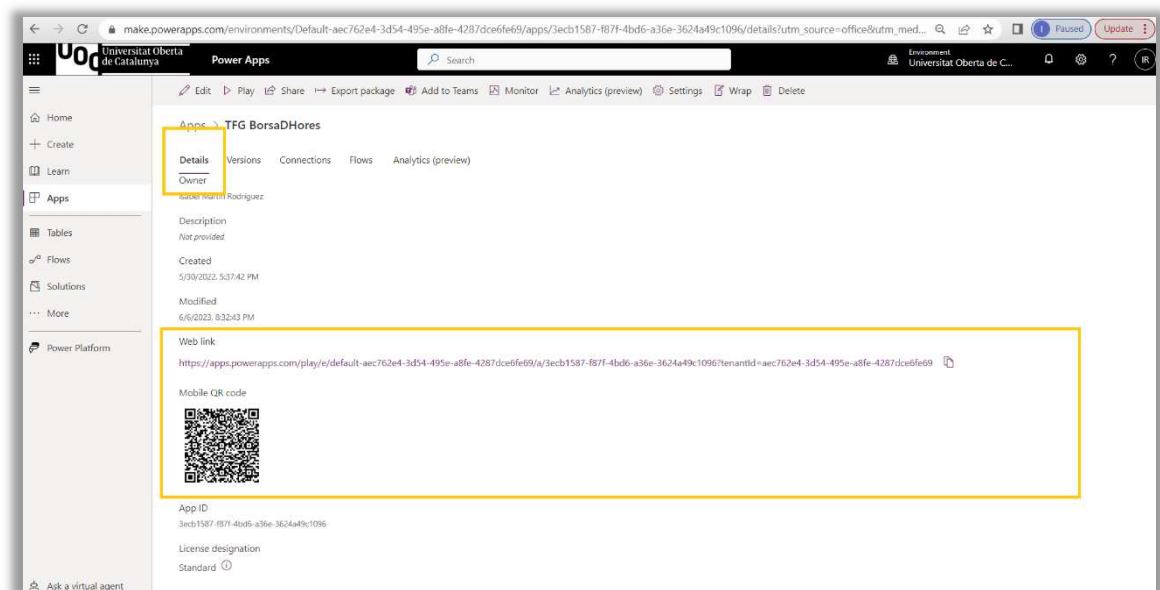 make.powerapps.com/environments/Default-aec762e4-3d54-495e-a8fe-4287dce6fe69/apps/3ecb1587-f87f-4bd6-a36e-3624a49c1096/details?utm_source=office&utm_med...
Paused
Update
UOC Universitat Oberta
de Catalunya
Power Apps
Search
Environment
Universitat Oberta de C...
?
IR
Edit Play Share Export package Add to Teams Monitor Analytics (preview) Settings Wrap Delete
Home
Create
Learn
Apps
Tables
Flows
Solutions
More
Power Platform
Ask a virtual agent
Apps > TFG BorsaDHores
Details Versions Connections Flows Analytics (preview)
Owner
Isabel Martin Rodriguez
Description
Not provided
Created
5/30/2022, 5:37:42 PM
Modified
6/6/2023, 8:32:43 PM
Web link
https://apps.powerapps.com/play/e/default-aec762e4-3d54-495e-a8fe-4287dce6fe69/a/3ecb1587-f87f-4bd6-a36e-3624a49c1096?tenantId=aec762e4-3d54-495e-a8fe-4287dce6fe69
Mobile QR code
App ID
3ecb1587-f87f-4bd6-a36e-3624a49c1096
License designation
Standard